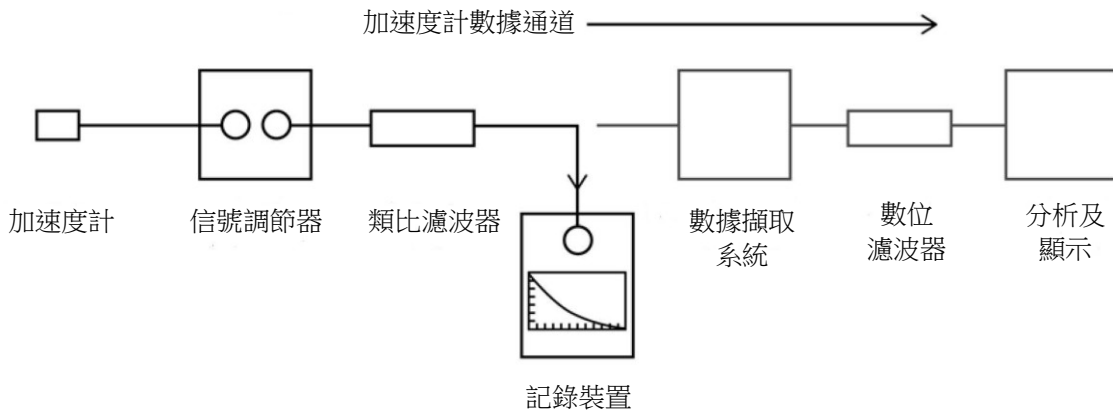 加速度計數據通道
加速度計
信號調節器
類比濾波器
數據擷取
系統
數位
濾波器
分析及
顯示
記錄裝置